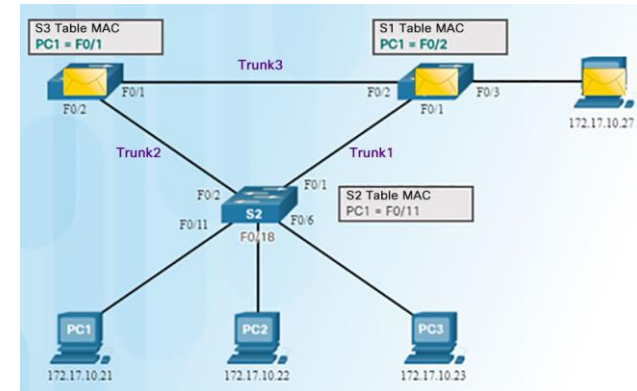 S3 Table MAC
PC1 = F0/1
S1 Table MAC
PC1 = F0/2
Trunk3
F0/1
F0/2
F0/3
F0/2
F0/1
172.17.10.27
Trunk2
Trunk1
F0/2
F0/1
S2 Table MAC
PC1 = F0/11
S2
F0/11
F0/6
F0/18
PC1
PC2
PC3
172.17.10.21
172.17.10.22
172.17.10.23